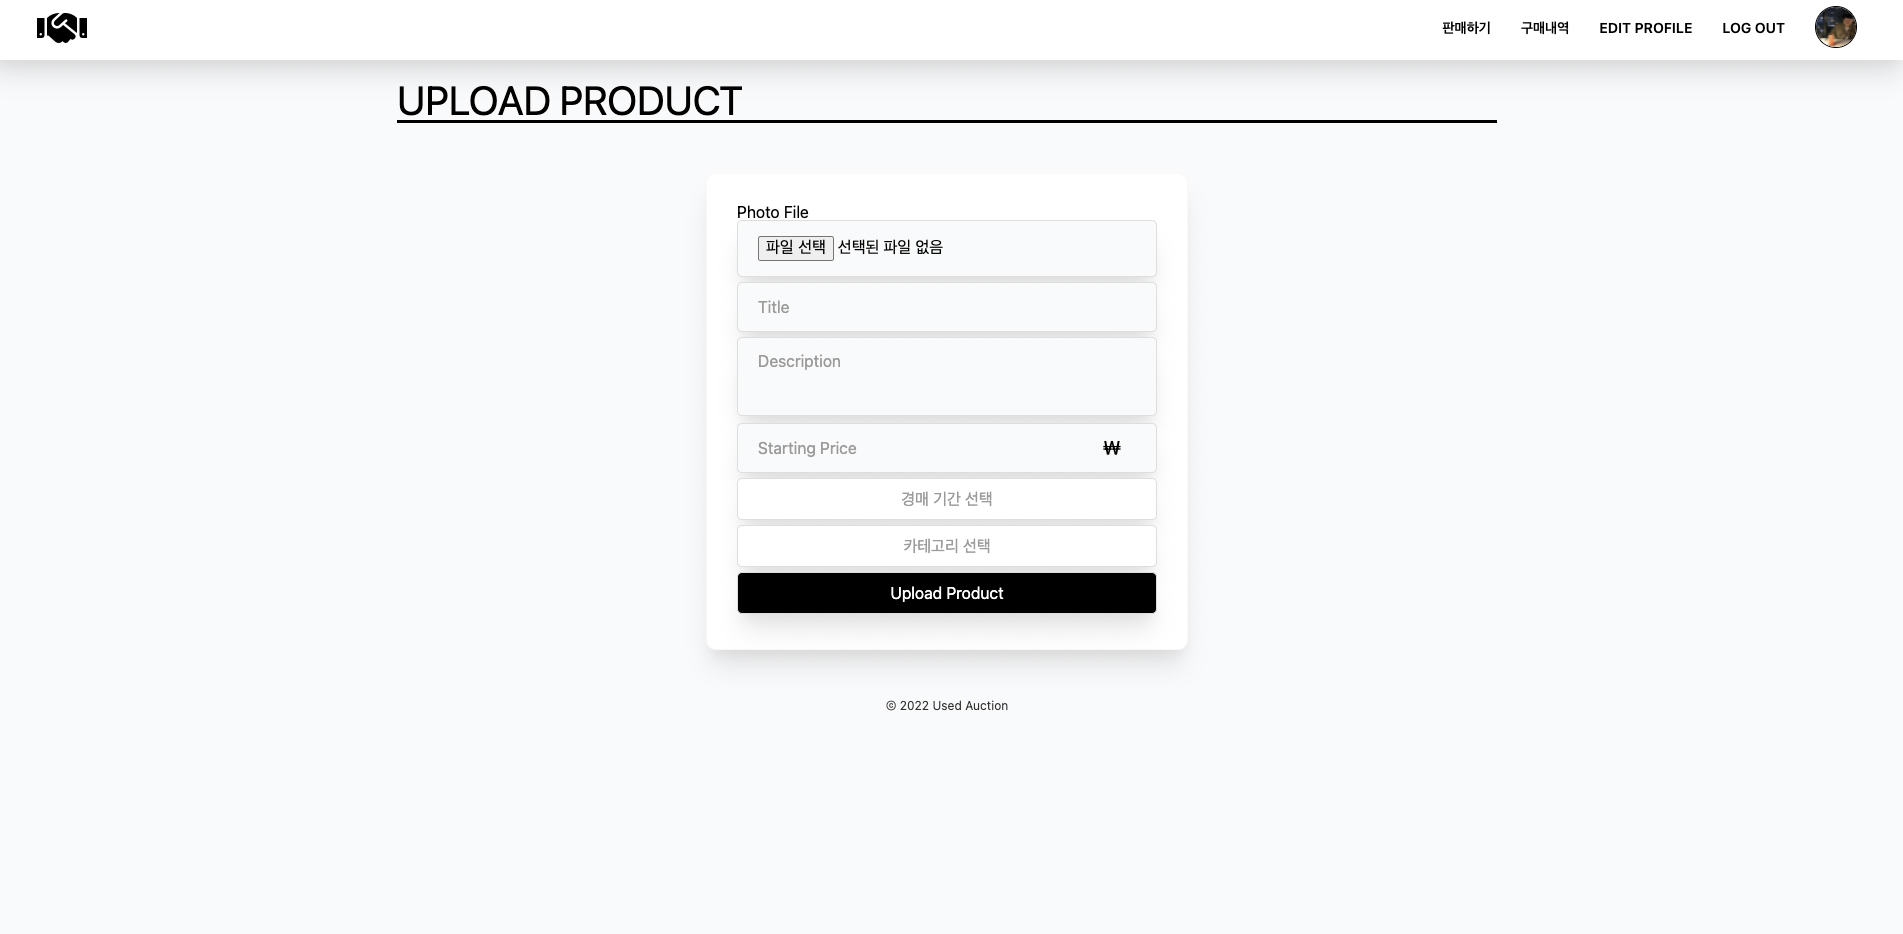 판매하기 구매내역 EDIT PROFILE LOG OUT
UPLOAD PRODUCT
Photo File
파일 선택 선택된 파일 없음
Title
Description
Starting Price ₩
경매 기간 선택
카테고리 선택
Upload Product
© 2022 Used Auction